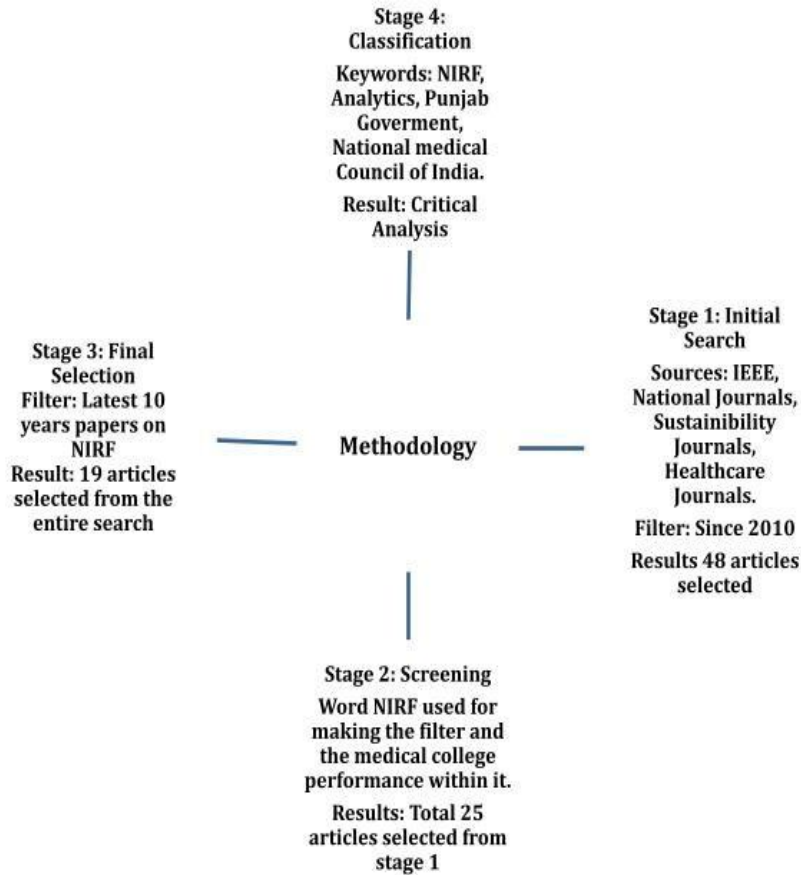 Stage 4:
Classification
Keywords: NIRF,
Analytics, Punjab
Goverment,
National medical
Council of India.
Result: Critical
Analysis
Stage 3: Final
Selection
Filter: Latest 10
years papers on
NIRF
Result: 19 articles
selected from the
entire search
Methodology
Stage 1: Initial
Search
Sources: IEEE,
National Journals,
Sustainibility
Journals,
Healthcare
Journals.
Filter: Since 2010
Results 48 articles
selected
Stage 2: Screening
Word NIRF used for
making the filter and
the medical college
performance within it.
Results: Total 25
articles selected from
stage 1